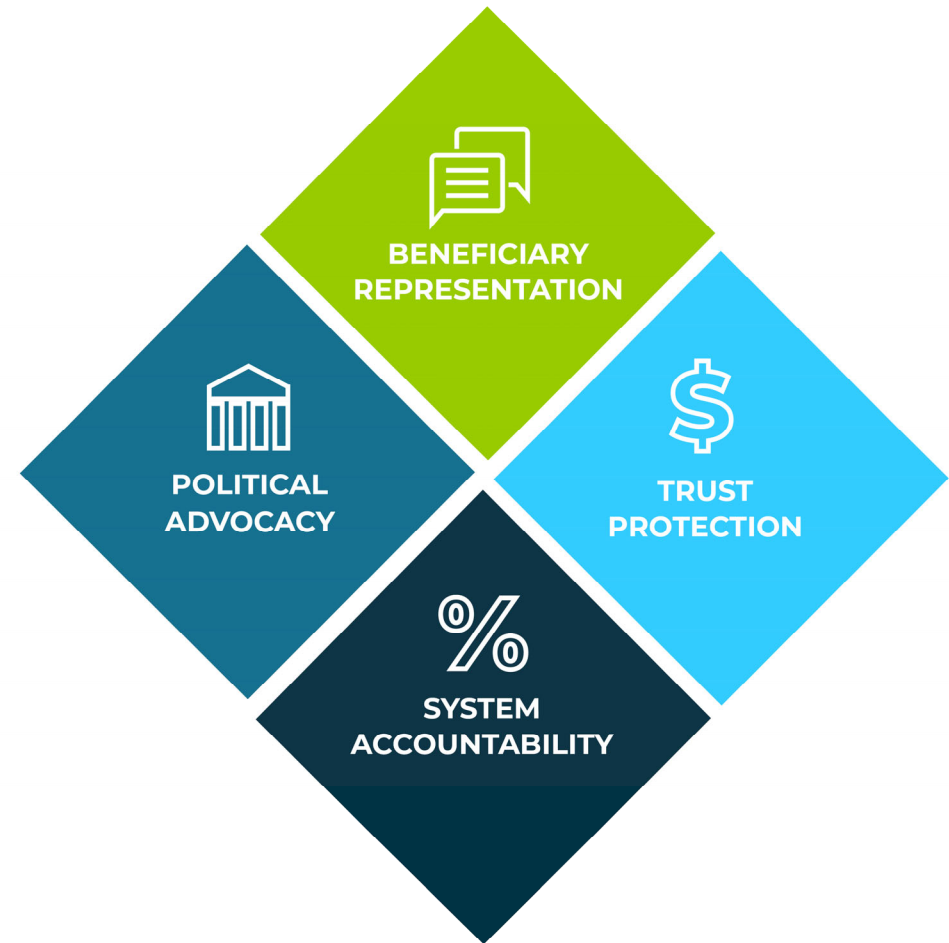 BENEFICIARY
REPRESENTATION
POLITICAL
ADVOCACY
$
TRUST
PROTECTION
%
SYSTEM
ACCOUNTABILITY